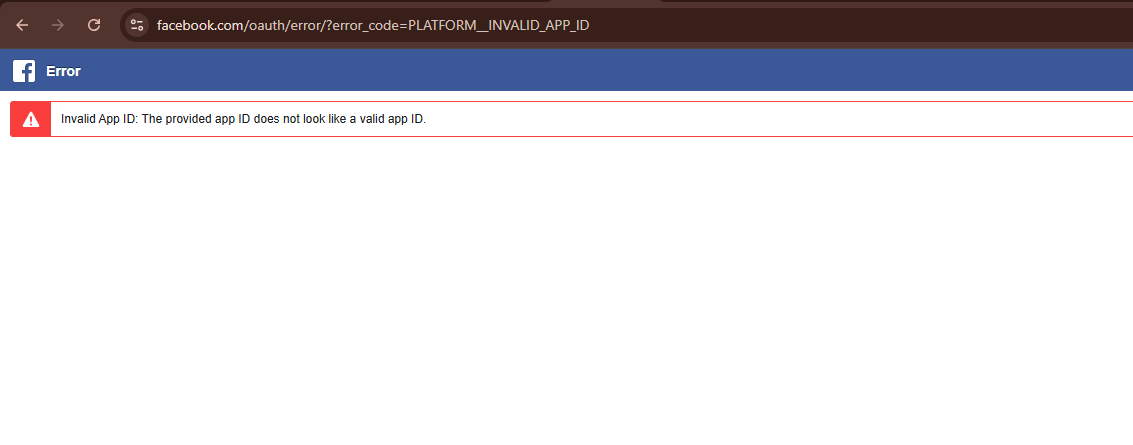 facebook.com/oauth/error/?error_code=PLATFORM__INVALID_APP_ID
Error
Invalid App ID: The provided app ID does not look like a valid app ID.